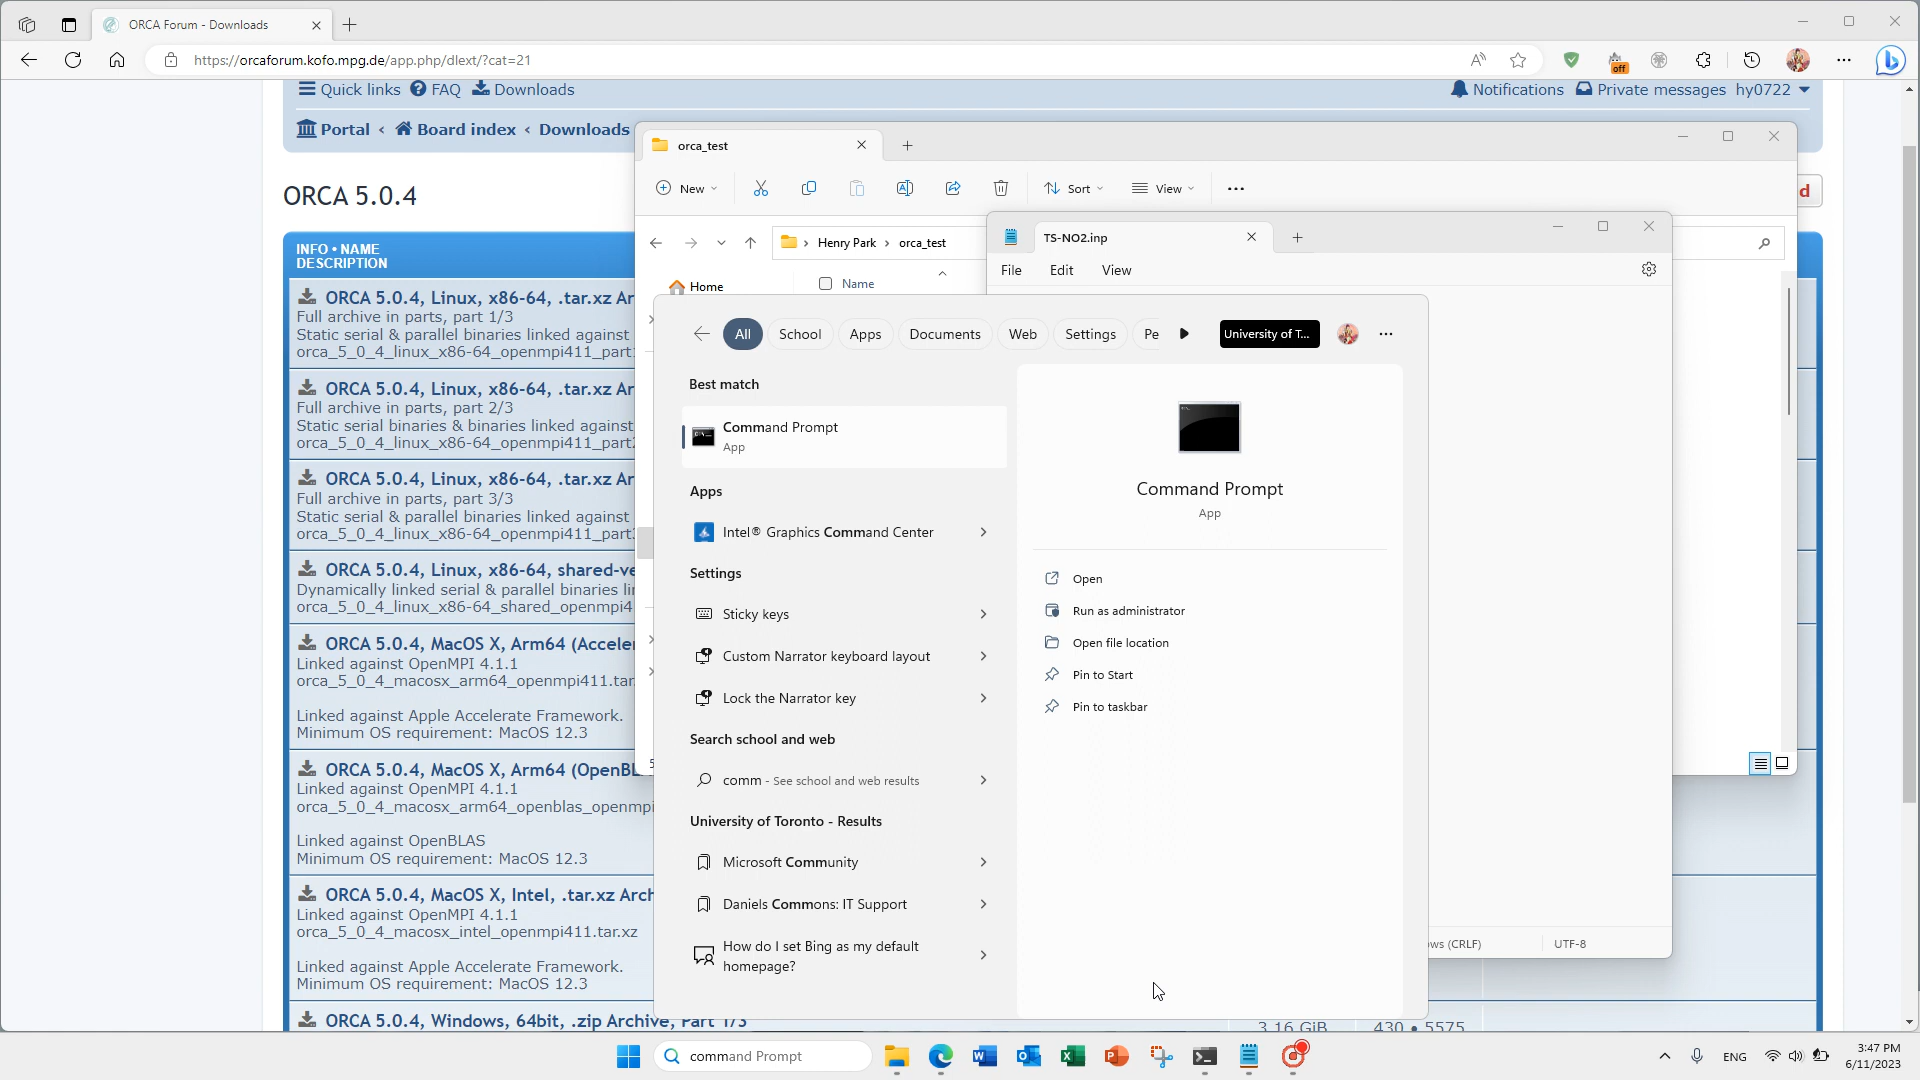 ORCA Forum - Downloads
https://orcaforum.kofo.mpg.de/app.php/dlext/?cat=21
off
Quick links FAQ Downloads
Notifications Private messages hy0722
Portal ‹ Board index ‹ Downloads
ORCA 5.0.4
d
INFO • NAME
DESCRIPTION
ORCA 5.0.4, Linux, x86-64, .tar.xz Ar
Full archive in parts, part 1/3
Static serial & parallel binaries linked against
orca_5_0_4_linux_x86-64_openmpi411_part
ORCA 5.0.4, Linux, x86-64, .tar.xz Ar
Full archive in parts, part 2/3
Static serial binaries & binaries linked against
orca_5_0_4_linux_x86-64_openmpi411_part
ORCA 5.0.4, Linux, x86-64, .tar.xz Ar
Full archive in parts, part 3/3
Static serial & parallel binaries linked against
orca_5_0_4_linux_x86-64_openmpi411_part
ORCA 5.0.4, Linux, x86-64, shared-ve
Dynamically linked serial & parallel binaries li
orca_5_0_4_linux_x86-64_shared_openmpi4
ORCA 5.0.4, MacOS X, Arm64 (Acceler
Linked against OpenMPI 4.1.1
orca_5_0_4_macosx_arm64_openmpi411.tar.
Linked against Apple Accelerate Framework.
Minimum OS requirement: MacOS 12.3
ORCA 5.0.4, MacOS X, Arm64 (OpenBL
Linked against OpenMPI 4.1.1
orca_5_0_4_macosx_arm64_openblas_openmpi
Linked against OpenBLAS
Minimum OS requirement: MacOS 12.3
ORCA 5.0.4, MacOS X, Intel, .tar.xz Arch
Linked against OpenMPI 4.1.1
orca_5_0_4_macosx_intel_openmpi411.tar.xz
Linked against Apple Accelerate Framework.
Minimum OS requirement: MacOS 12.3
ORCA 5.0.4, Windows, 64bit, .zip Archive, Part 1/3
3.16 GiB 430 • 5575
orca_test
New Sort View
Henry Park orca_test
Home
Name
TS-NO2.inp
File Edit View
ws (CRLF) UTF-8
All School Apps Documents Web Settings Pe
University of T...
Best match
Command Prompt
App
Apps
Intel® Graphics Command Center
Settings
Sticky keys
Custom Narrator keyboard layout
Lock the Narrator key
Search school and web
comm - See school and web results
University of Toronto - Results
Microsoft Community
Daniels Commons: IT Support
How do I set Bing as my default
homepage?
Command Prompt
App
Open
Run as administrator
Open file location
Pin to Start
Pin to taskbar
command Prompt
ENG
3:47 PM
6/11/2023